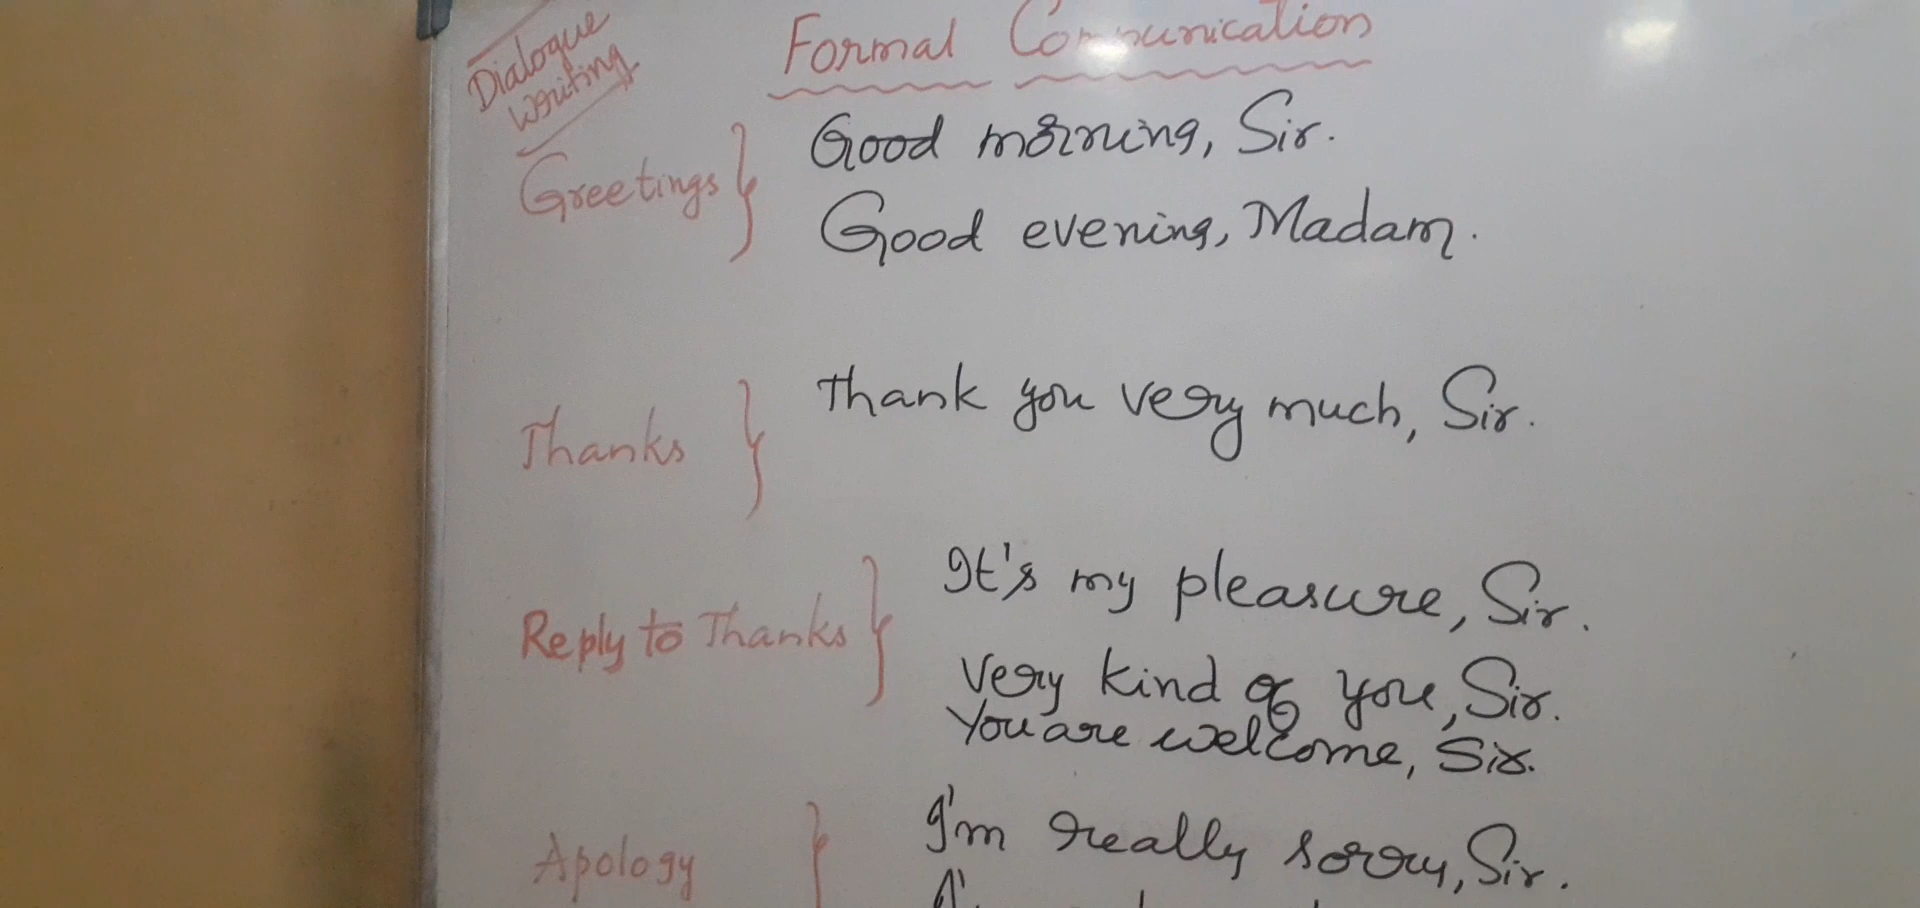 Dialogue
Writing
Formal Communication
Greetings } Good morning, Sir.
Good evening, Madam.
Thanks } Thank you very much, Sir.
Reply to Thanks } It's my pleasure, Sir.
Very kind of you, Sir.
You are welcome, Sir.
Apology } I'm really sorry, Sir.